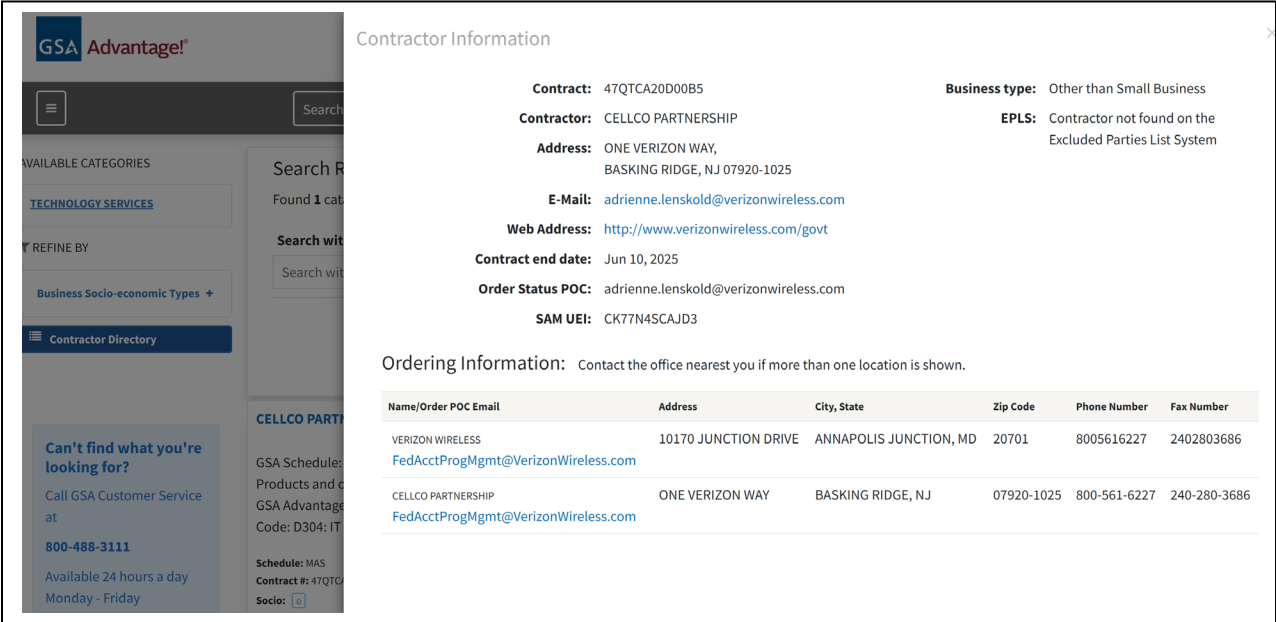 GSA Advantage!®
Search
AVAILABLE CATEGORIES
TECHNOLOGY SERVICES
REFINE BY
Business Socio-economic Types +
Contractor Directory
Can't find what you're
looking for?
Call GSA Customer Service
at
800-488-3111
Available 24 hours a day
Monday - Friday
Search R
Found 1 cat
Search wit
Search wit
CELLCO PARTN
GSA Schedule:
Products and
GSA Advantage
Code: D304: IT
Schedule: MAS
Contract #: 47QTCA
Socio: o
Contractor Information
×
Contract: 47QTCA20D00B5
Contractor: CELLCO PARTNERSHIP
Address: ONE VERIZON WAY,
BASKING RIDGE, NJ 07920-1025
E-Mail: adrienne.lenskold@verizonwireless.com
Web Address: http://www.verizonwireless.com/govt
Contract end date: Jun 10, 2025
Order Status POC: adrienne.lenskold@verizonwireless.com
SAM UEI: CK77N4SCAJD3
Business type: Other than Small Business
EPLS: Contractor not found on the
Excluded Parties List System
Ordering Information: Contact the office nearest you if more than one location is shown.
Name/Order POC Email Address City, State Zip Code Phone Number Fax Number
VERIZON WIRELESS 10170 JUNCTION DRIVE ANNAPOLIS JUNCTION, MD 20701 8005616227 2402803686
FedAcctProgMgmt@VerizonWireless.com
CELLCO PARTNERSHIP ONE VERIZON WAY BASKING RIDGE, NJ 07920-1025 800-561-6227 240-280-3686
FedAcctProgMgmt@VerizonWireless.com